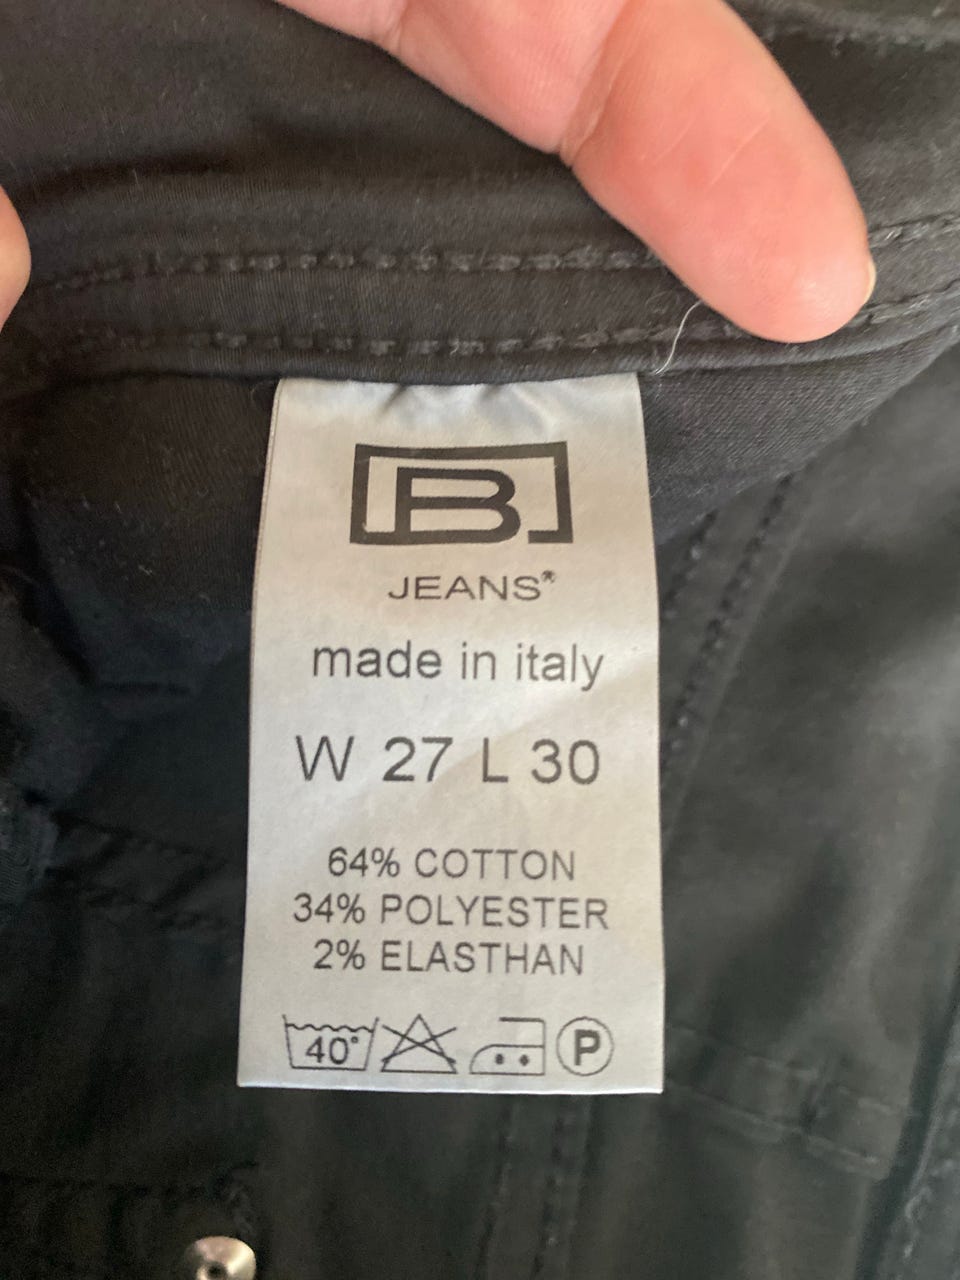 B
JEANS®
made in italy
W 27 L 30
64% COTTON
34% POLYESTER
2% ELASTHAN
40° P